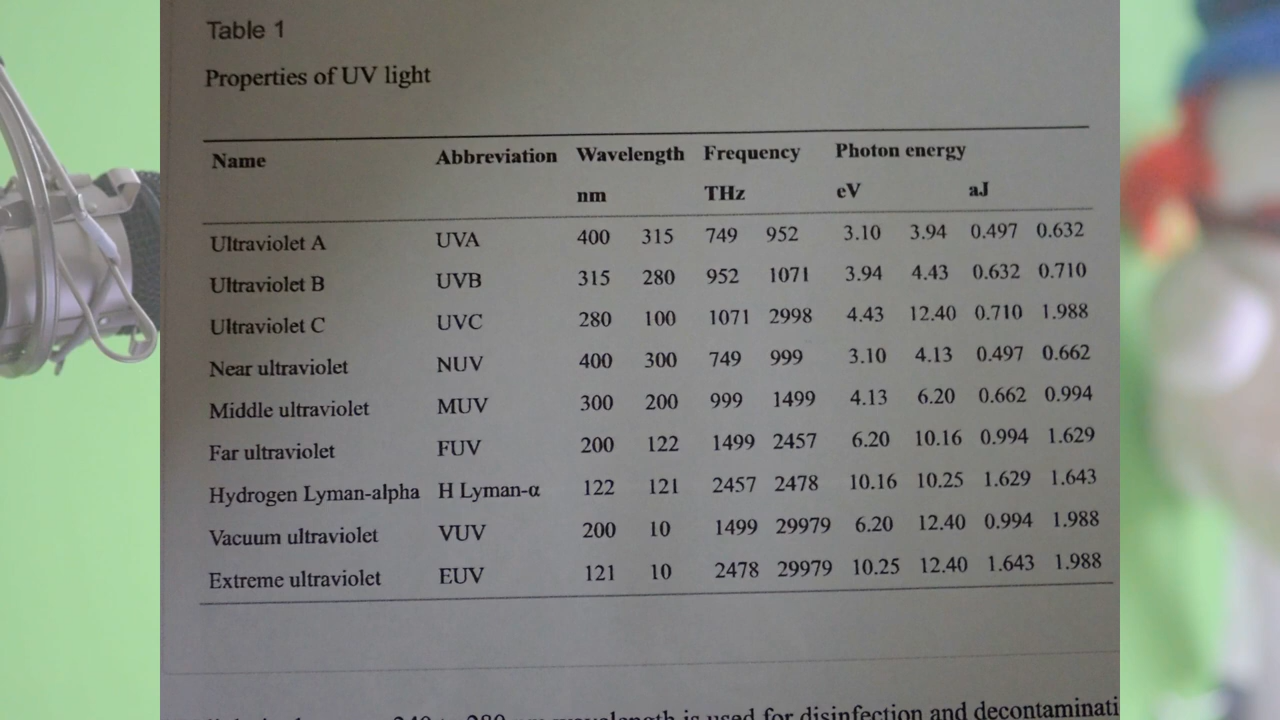 Table 1
Properties of UV light
Name Abbreviation Wavelength Frequency Photon energy
nm THz eV aJ
Ultraviolet A UVA 400 315 749 952 3.10 3.94 0.497 0.632
Ultraviolet B UVB 315 280 952 1071 3.94 4.43 0.632 0.710
Ultraviolet C UVC 280 100 1071 2998 4.43 12.40 0.710 1.988
Near ultraviolet NUV 400 300 749 999 3.10 4.13 0.497 0.662
Middle ultraviolet MUV 300 200 999 1499 4.13 6.20 0.662 0.994
Far ultraviolet FUV 200 122 1499 2457 6.20 10.16 0.994 1.629
Hydrogen Lyman-alpha H Lyman-α 122 121 2457 2478 10.16 10.25 1.629 1.643
Vacuum ultraviolet VUV 200 10 1499 29979 6.20 12.40 0.994 1.988
Extreme ultraviolet EUV 121 10 2478 29979 10.25 12.40 1.643 1.988
wavelength is used for disinfection and decontaminati